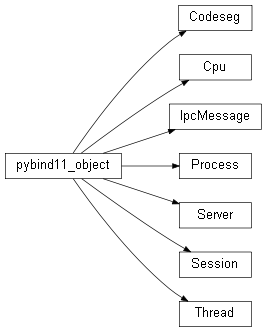 Codeseg
Cpu
IpcMessage
pybind11_object
Process
Server
Session
Thread